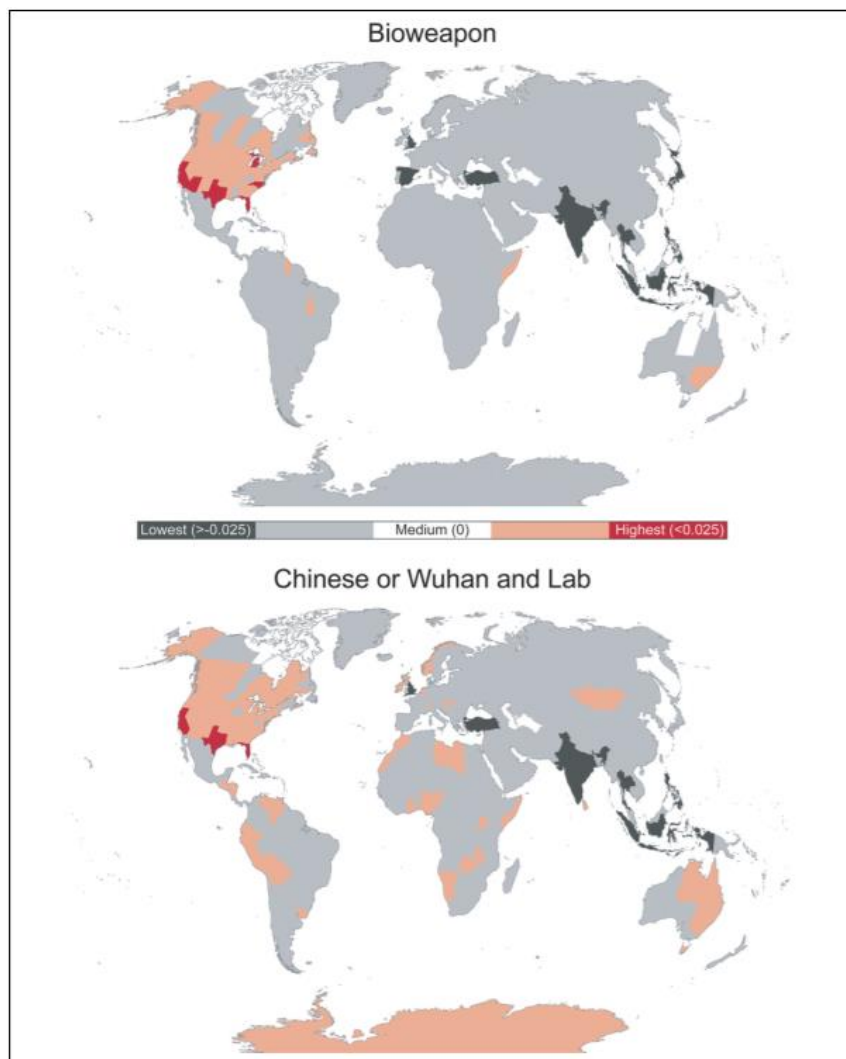 Bioweapon
Lowest (>-0.025) Medium (0) Highest (<0.025)
Chinese or Wuhan and Lab